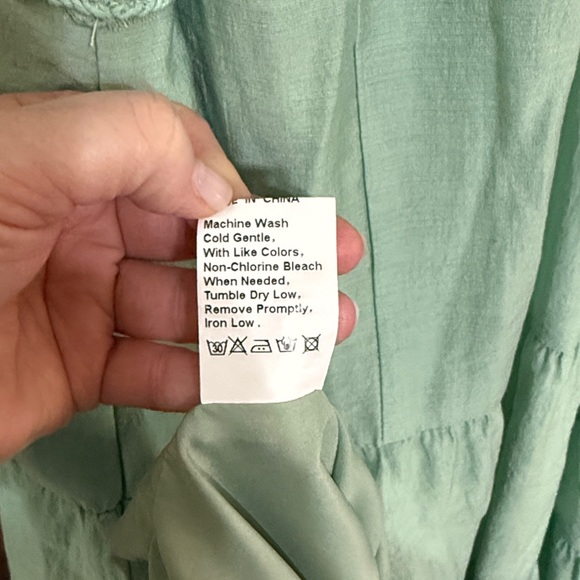 IN CHINA
Machine Wash
Cold Gentle,
With Like Colors,
Non-Chlorine Bleach
When Needed,
Tumble Dry Low,
Remove Promptly,
Iron Low.
30